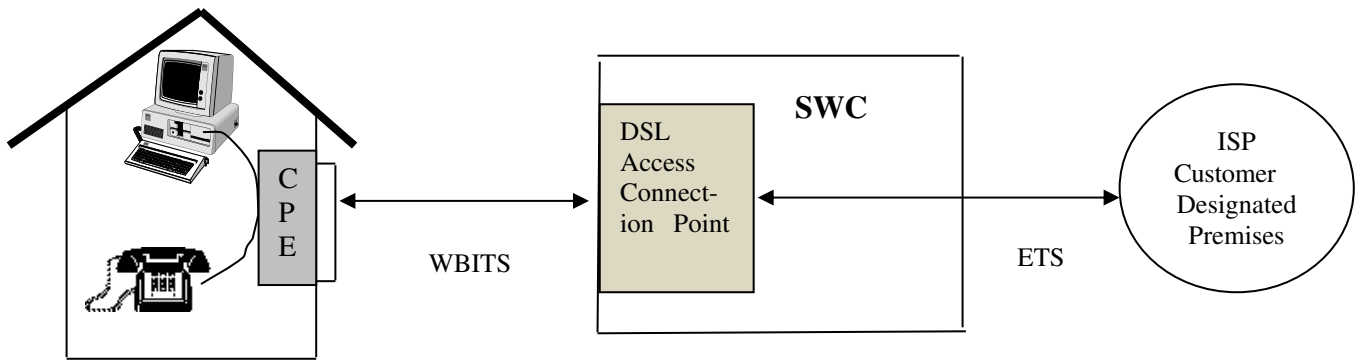 C
P
E
WBITS
DSL
Access
Connect-
ion Point
SWC
ETS
ISP
Customer
Designated
Premises